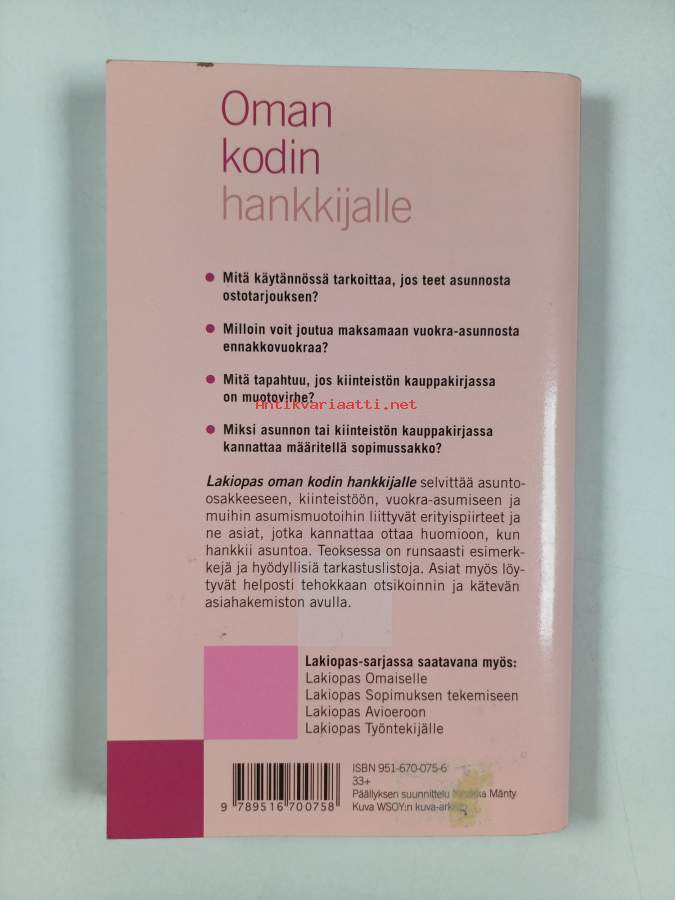 Oman
kodin
hankkijalle
Mitä käytännössä tarkoittaa, jos teet asunnosta
ostotarjouksen?
Milloin voit joutua maksamaan vuokra-asunnosta
ennakkovuokraa?
Mitä tapahtuu, jos kiinteistön kauppakirjassa
on muotovirhe?
Antikvariaatti.net
Miksi asunnon tai kiinteistön kauppakirjassa
kannattaa määritellä sopimussakko?
Lakiopas oman kodin hankkijalle selvittää asunto-
osakkeeseen, kiinteistöön, vuokra-asumiseen ja
muihin asumismuotoihin liittyvät erityispiirteet ja
ne asiat, jotka kannattaa ottaa huomioon, kun
hankkii asuntoa. Teoksessa on runsaasti esimerk-
kejä ja hyödyllisiä tarkastuslistoja. Asiat myös löy-
tyvät helposti tehokkaan otsikoinnin ja kätevän
asiahakemiston avulla.
Lakiopas-sarjassa saatavana myös:
Lakiopas Omaiselle
Lakiopas Sopimuksen tekemiseen
Lakiopas Avioeroon
Lakiopas Työntekijälle
ISBN 951-670-075-6
33+
Päällyksen suunnittelu Mänty
Kuva WSOY:n kuva-arkisto
9 789516 700758